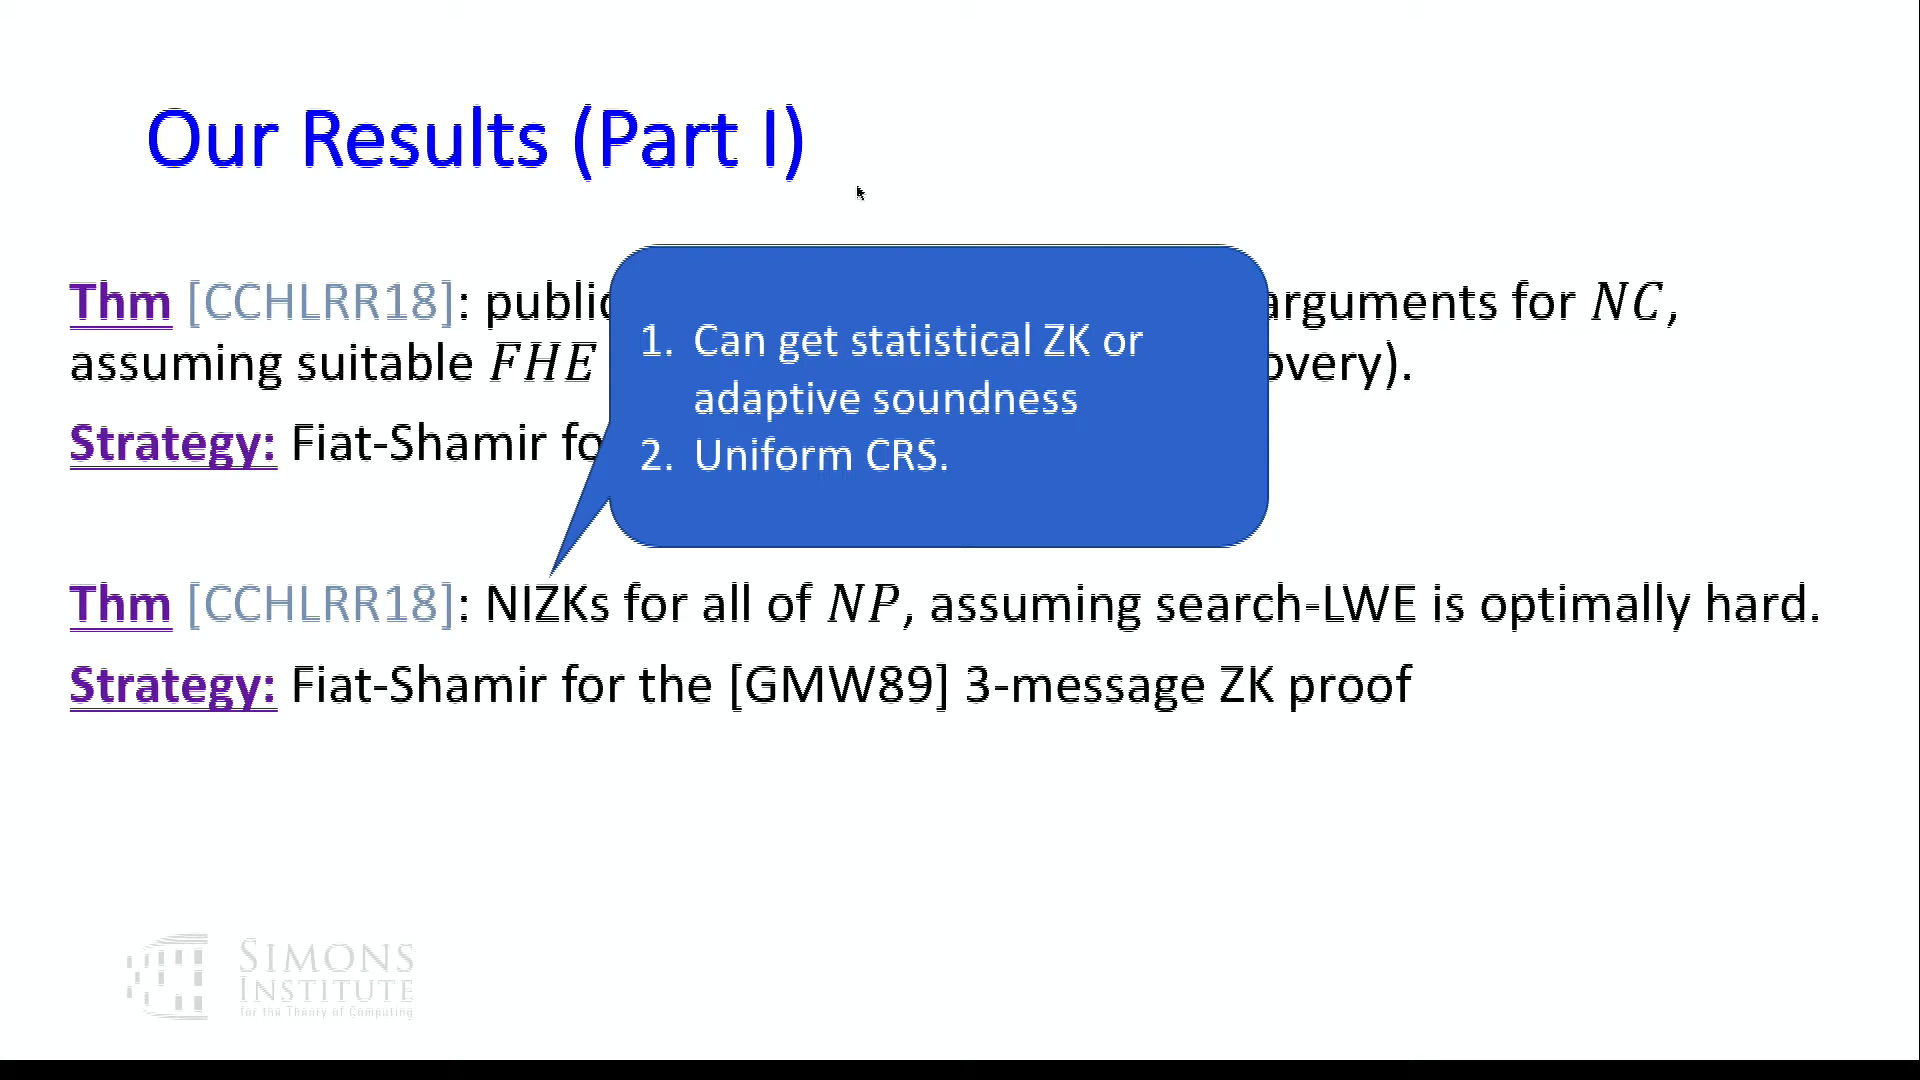 Our Results (Part I)
Thm [CCHLRR18]: public arguments for NC,
assuming suitable FHE overy).
Strategy: Fiat-Shamir fo
1. Can get statistical ZK or
adaptive soundness
2. Uniform CRS.
Thm [CCHLRR18]: NIZKs for all of NP, assuming search-LWE is optimally hard.
Strategy: Fiat-Shamir for the [GMW89] 3-message ZK proof
SIMONS
INSTITUTE
for the Theory of Computing